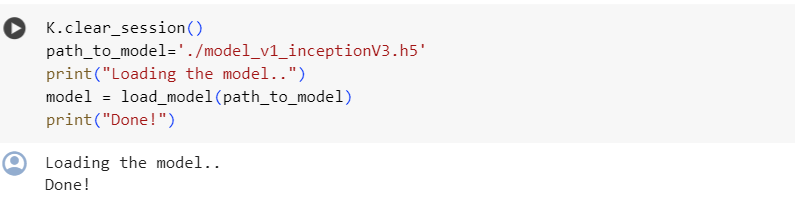 K.clear_session()
path_to_model='./model_v1_inceptionV3.h5'
print("Loading the model..")
model = load_model(path_to_model)
print("Done!")
Loading the model..
Done!